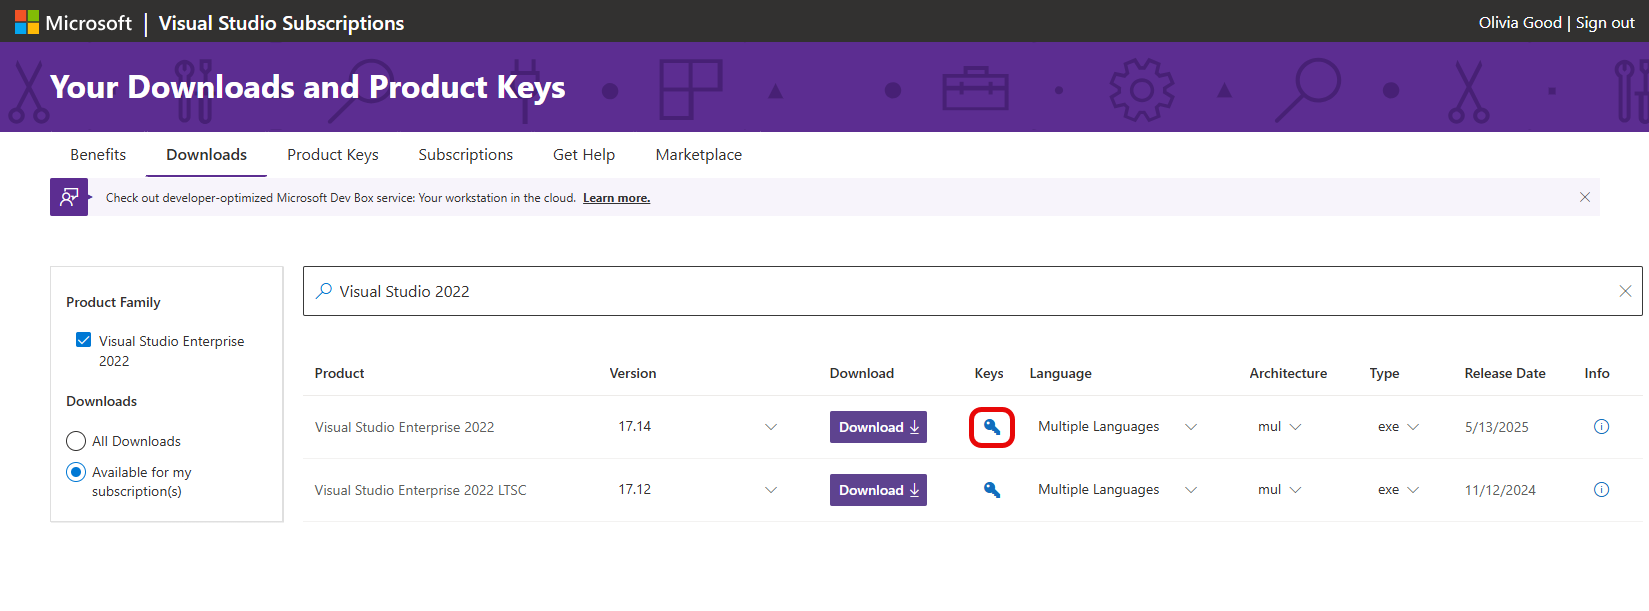 Microsoft | Visual Studio Subscriptions Olivia Good | Sign out
Your Downloads and Product Keys
Benefits Downloads Product Keys Subscriptions Get Help Marketplace
Check out developer-optimized Microsoft Dev Box service: Your workstation in the cloud. Learn more.
Product Family
Visual Studio Enterprise
2022
Downloads
All Downloads
Available for my
subscription(s)
Visual Studio 2022
Product Version Download Keys Language Architecture Type Release Date Info
Visual Studio Enterprise 2022 17.14 Download Multiple Languages mul exe 5/13/2025
Visual Studio Enterprise 2022 LTSC 17.12 Download Multiple Languages mul exe 11/12/2024